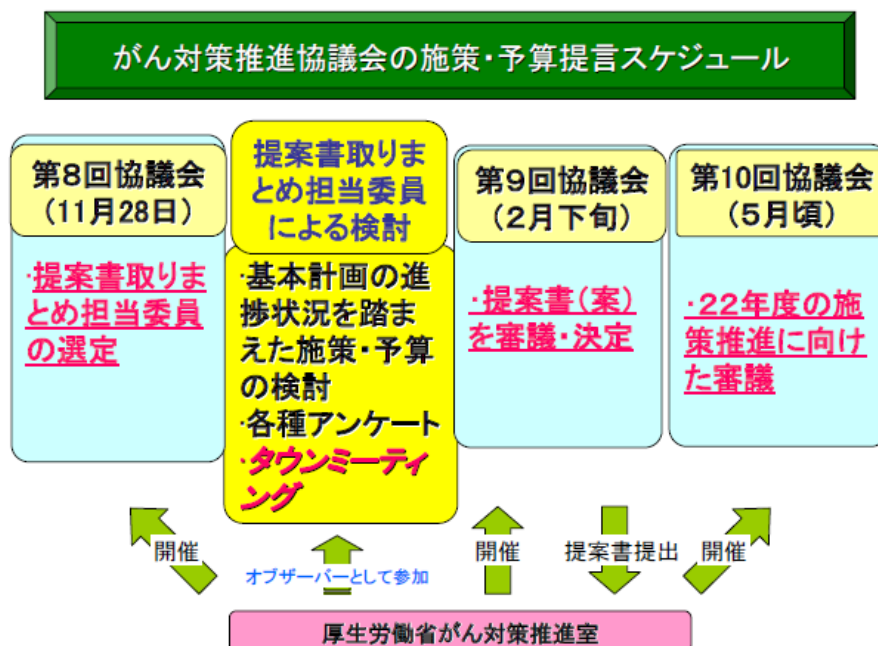 がん対策推進協議会の施策・予算提言スケジュール
第8回協議会
（11月28日）
・提案書取りま
とめ担当委員
の選定
提案書取りま
とめ担当委員
による検討
・基本計画の進
捗状況を踏ま
えた施策・予算
の検討
・各種アンケート
・タウンミーティ
ング
第9回協議会
（2月下旬）
・提案書（案）
を審議・決定
第10回協議会
（5月頃）
・22年度の施
策推進に向け
た審議
開催
オブザーバーとして参加
開催
提案書提出
開催
厚生労働省がん対策推進室